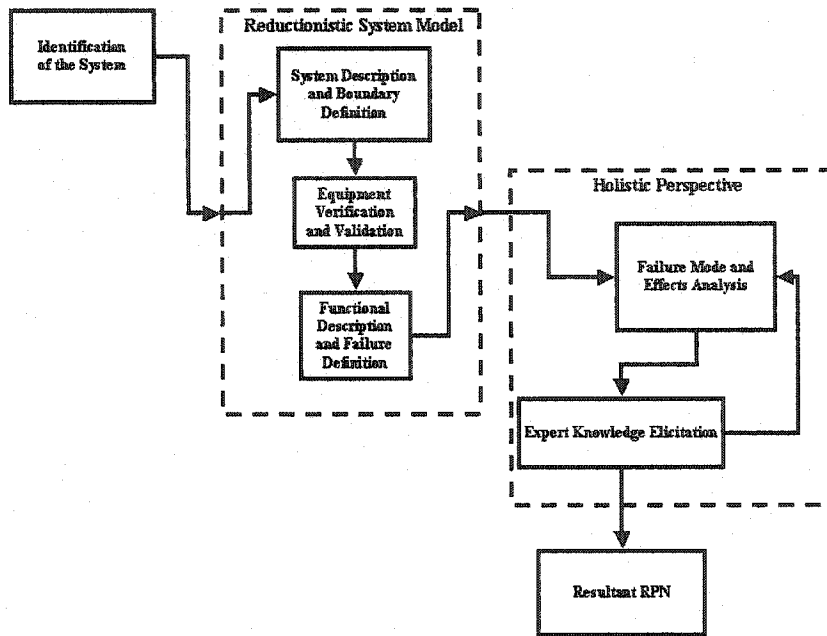 Identification
of the System
Reductionistic System Model
System Description
and Boundary
Definition
Equipment
Verification
and Validation
Functional
Description
and Failure
Definition
Holistic Perspective
Failure Mode and
Effects Analysis
Expert Knowledge Elicitation
Resultant RPN